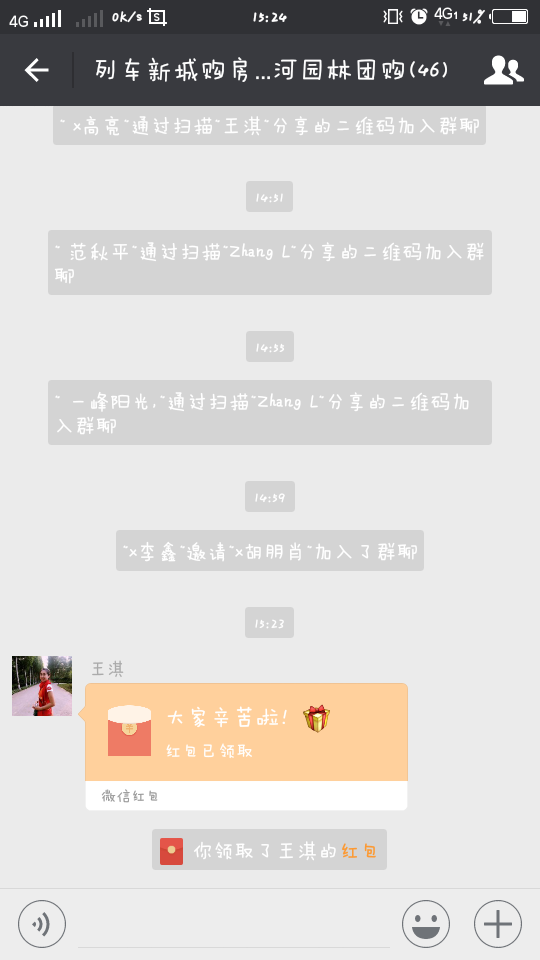 4G 0k/s 15:24 4G 51%
列车新城购房...河园林团购(46)
" x高亮"通过扫描"王淇"分享的二维码加入群聊
14:31
" 范秋平"通过扫描"Zhang L"分享的二维码加入群
聊
14:33
" 一峰阳光,"通过扫描"Zhang L"分享的二维码加
入群聊
14:39
"x李鑫"邀请"x胡朋肖"加入了群聊
15:23
王淇
大家辛苦啦!
红包已领取
微信红包
你领取了王淇的红包